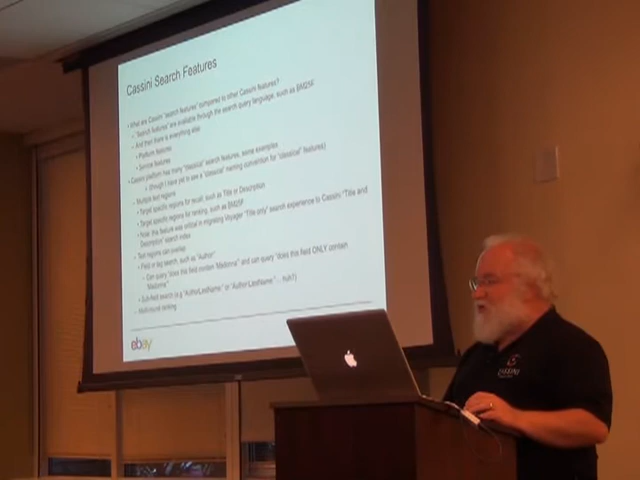 Cassini Search Features
• What are Cassini "search features" compared to other Cassini features?
– "Search features" are available through the search query language, such as BM25F
– And then there is everything else
• Platform features
• Service features
• Cassini platform has many "classical" search features, some examples
• (though I have yet to see a "classical" naming convention for "classical" features)
– Multiple text regions
• Target specific regions for recall, such as Title or Description
• Target specific regions for ranking, such as BM25F
• Note, this feature was critical in migrating Voyager "Title only" search experience to Cassini "Title and
Description" search index
– Text regions can overlap
• Field or tag search, such as "Author"
– Can query "does this field contain "Madonna"" and can query "does this field ONLY contain
"Madonna"
• Sub-field search (e.g "AuthorLastName" or "Author:LastName" -- huh?)
– ranking
ebay
CASSINI